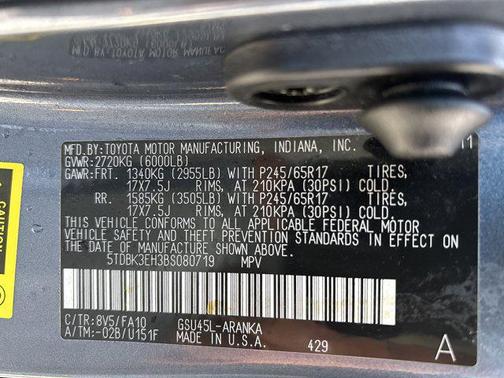 MFD.BY:TOYOTA MOTOR MANUFACTURING, INDIANA, INC.
GVWR:2720KG (6000LB)
GAWR:FRT. 1340KG (2955LB) WITH P245/65R17 TIRES,
17X7.5J RIMS, AT 210KPA (30PSI) COLD.
RR. 1585KG (3505LB) WITH P245/65R17 TIRES,
17X7.5J RIMS, AT 210KPA (30PSI) COLD.
THIS VEHICLE CONFORMS TO ALL APPLICABLE FEDERAL MOTOR
VEHICLE SAFETY AND THEFT PREVENTION STANDARDS IN EFFECT
ON THE DATE OF MANUFACTURE SHOWN ABOVE.
5TDBK3EH3BS080719 MPV
C/TR:8V5/FA10 GSU45L-ARANKA
A/TM:-02B/U151F MADE IN U.S.A. 429 A
CAUTION